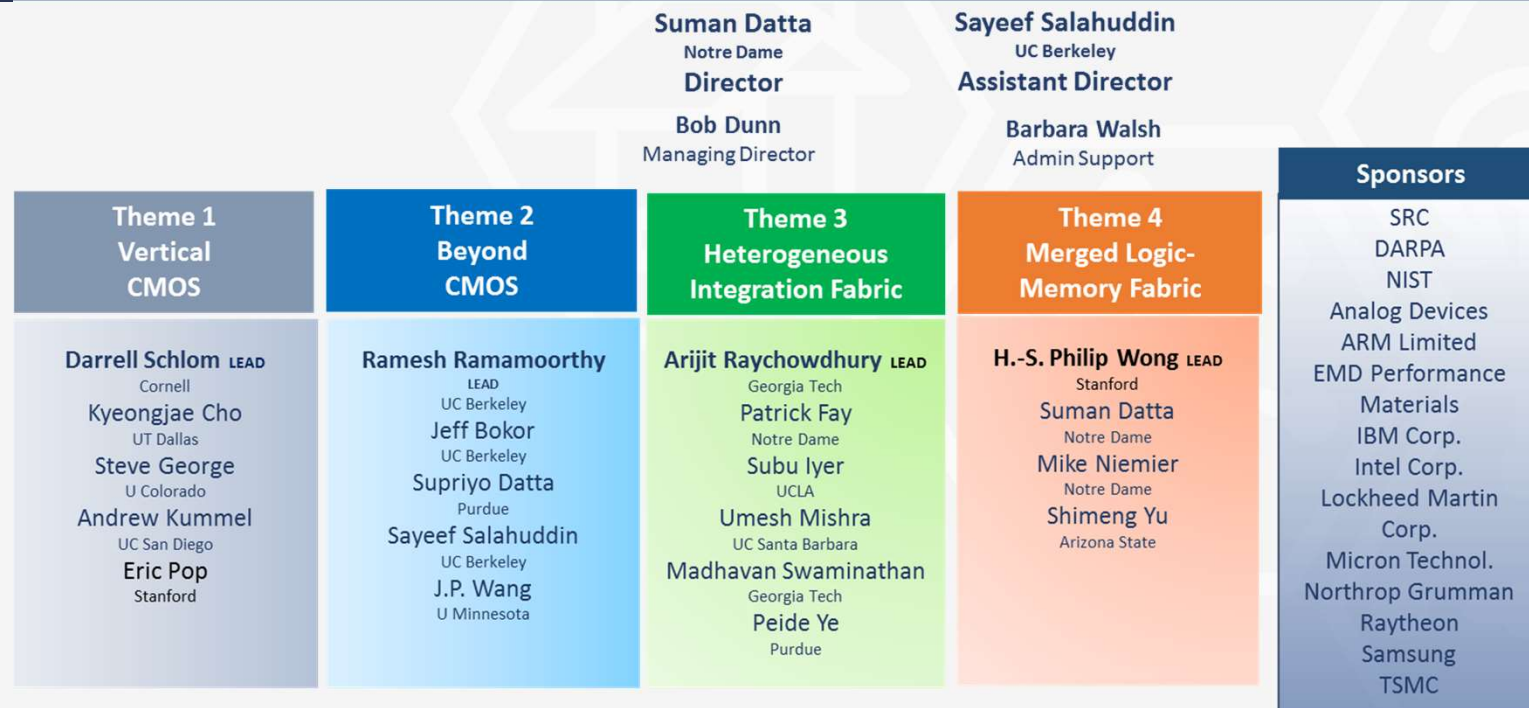 Suman Datta
Notre Dame
Director
Bob Dunn
Managing Director
Sayeef Salahuddin
UC Berkeley
Assistant Director
Barbara Walsh
Admin Support
Theme 1
Vertical
CMOS
Darrell Schlom LEAD
Cornell
Kyeongjae Cho
UT Dallas
Steve George
U Colorado
Andrew Kummel
UC San Diego
Eric Pop
Stanford
Theme 2
Beyond
CMOS
Ramesh Ramamoorthy
LEAD
UC Berkeley
Jeff Bokor
UC Berkeley
Supriyo Datta
Purdue
Sayeef Salahuddin
UC Berkeley
J.P. Wang
U Minnesota
Theme 3
Heterogeneous
Integration Fabric
Arijit Raychowdhury LEAD
Georgia Tech
Patrick Fay
Notre Dame
Subu Iyer
UCLA
Umesh Mishra
UC Santa Barbara
Madhavan Swaminathan
Georgia Tech
Peide Ye
Purdue
Theme 4
Merged Logic-
Memory Fabric
H.-S. Philip Wong LEAD
Stanford
Suman Datta
Notre Dame
Mike Niemier
Notre Dame
Shimeng Yu
Arizona State
Sponsors
SRC
DARPA
NIST
Analog Devices
ARM Limited
EMD Performance
Materials
IBM Corp.
Intel Corp.
Lockheed Martin
Corp.
Micron Technol.
Northrop Grumman
Raytheon
Samsung
TSMC